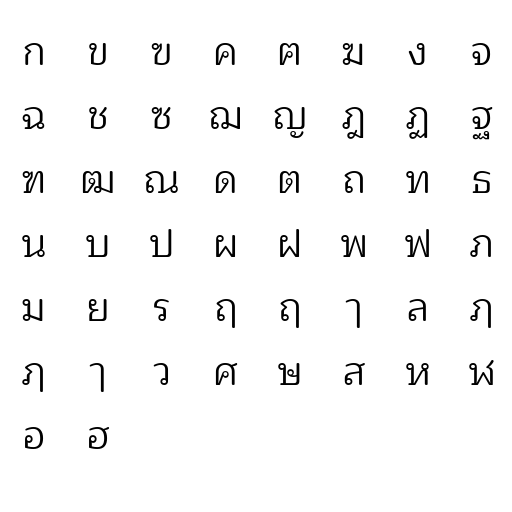 ก ข ฃ ค ฅ ฆ ง จ
ฉ ช ซ ฌ ญ ฎ ฏ ฐ
ฑ ฒ ณ ด ต ถ ท ธ
น บ ป ผ ฝ พ ฟ ภ
ม ย ร ฤ ฤ ๅ ล ฦ
ฦ ๅ ว ศ ษ ส ห ฬ
อ ฮ